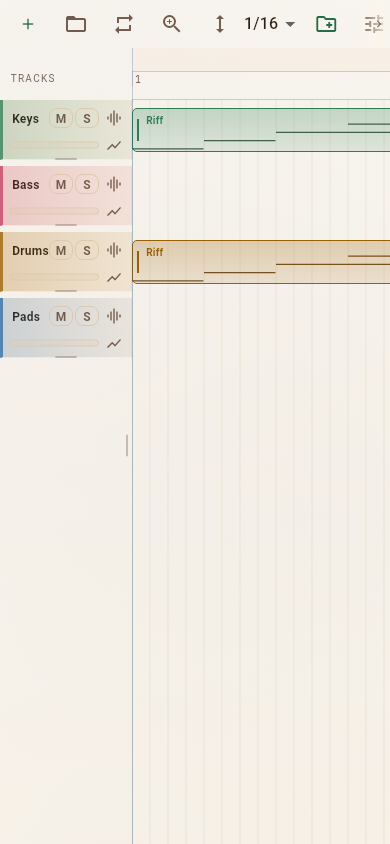 1/16
TRACKS
1
Keys M S
Riff
Bass M S
Drums M S
Riff
Pads M S